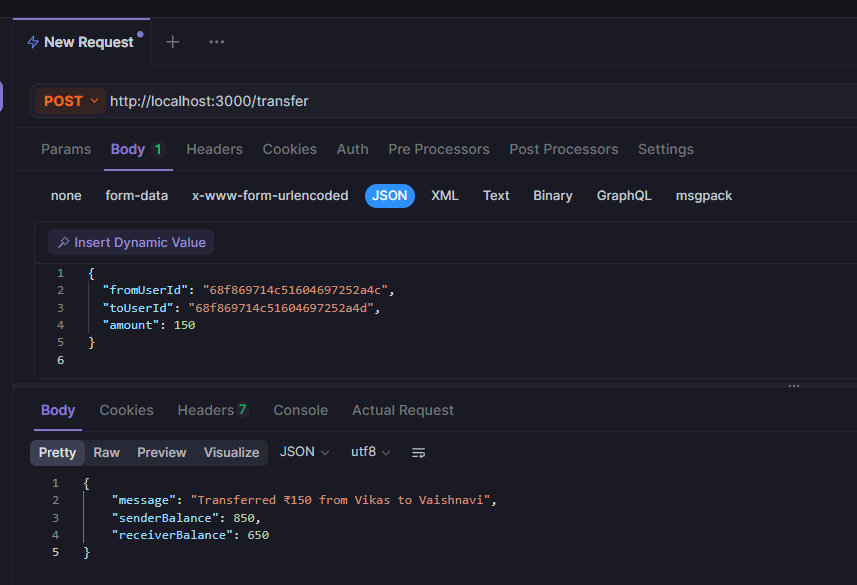 New Request
POST http://localhost:3000/transfer
Params Body 1 Headers Cookies Auth Pre Processors Post Processors Settings
none form-data x-www-form-urlencoded JSON XML Text Binary GraphQL msgpack
Insert Dynamic Value
1 {
2 "fromUserId": "68f869714c51604697252a4c",
3 "toUserId": "68f869714c51604697252a4d",
4 "amount": 150
5 }
6
Body Cookies Headers 7 Console Actual Request
Pretty Raw Preview Visualize JSON utf8
1 {
2 "message": "Transferred ₹150 from Vikas to Vaishnavi",
3 "senderBalance": 850,
4 "receiverBalance": 650
5 }